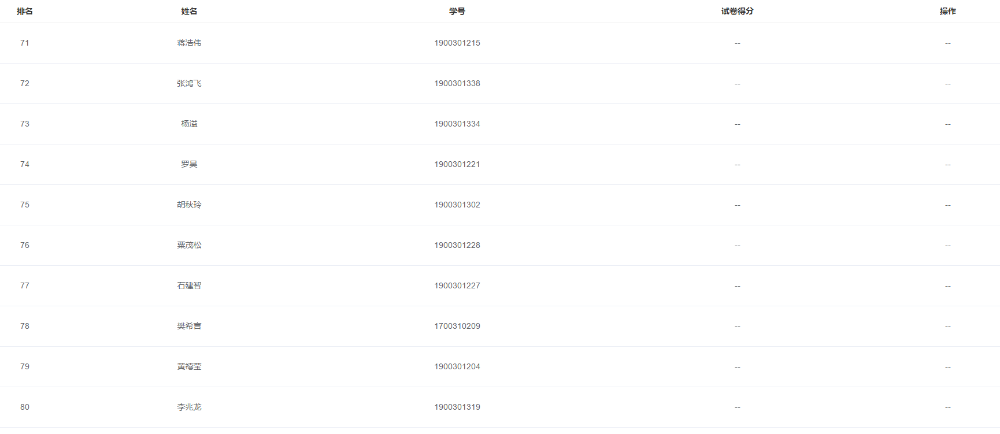 排名 姓名 学号 试卷得分 操作
71 蒋浩伟 1900301215 -- --
72 张鸿飞 1900301338 -- --
73 杨溢 1900301334 -- --
74 罗昊 1900301221 -- --
75 胡秋玲 1900301302 -- --
76 粟茂松 1900301228 -- --
77 石建智 1900301227 -- --
78 樊希言 1700310209 -- --
79 黄禧莹 1900301204 -- --
80 李兆龙 1900301319 -- --